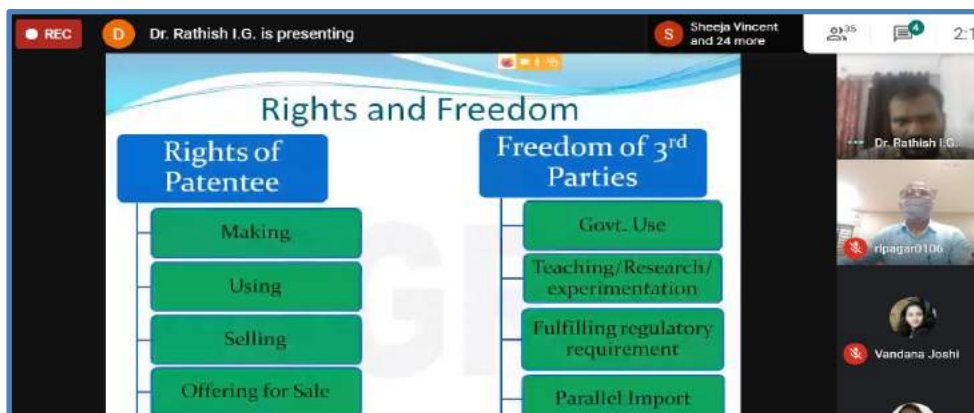 REC
D
Dr. Rathish I.G. is presenting
S
Sheeja Vincent
and 24 more
35
4
2:1
Rights and Freedom
Rights of
Patentee
Making
Using
Selling
Offering for Sale
Freedom of 3rd
Parties
Govt. Use
Teaching/Research/
experimentation
Fulfilling regulatory
requirement
Parallel Import
Dr. Rathish I.G.
rlpagar0106
Vandana Joshi